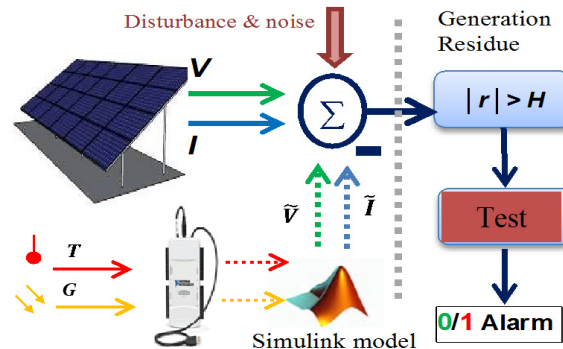 Disturbance & noise
Generation
Residue
V
I
Σ
|r| > H
Ṽ
Ĩ
Test
T
G
Simulink model
0/1 Alarm